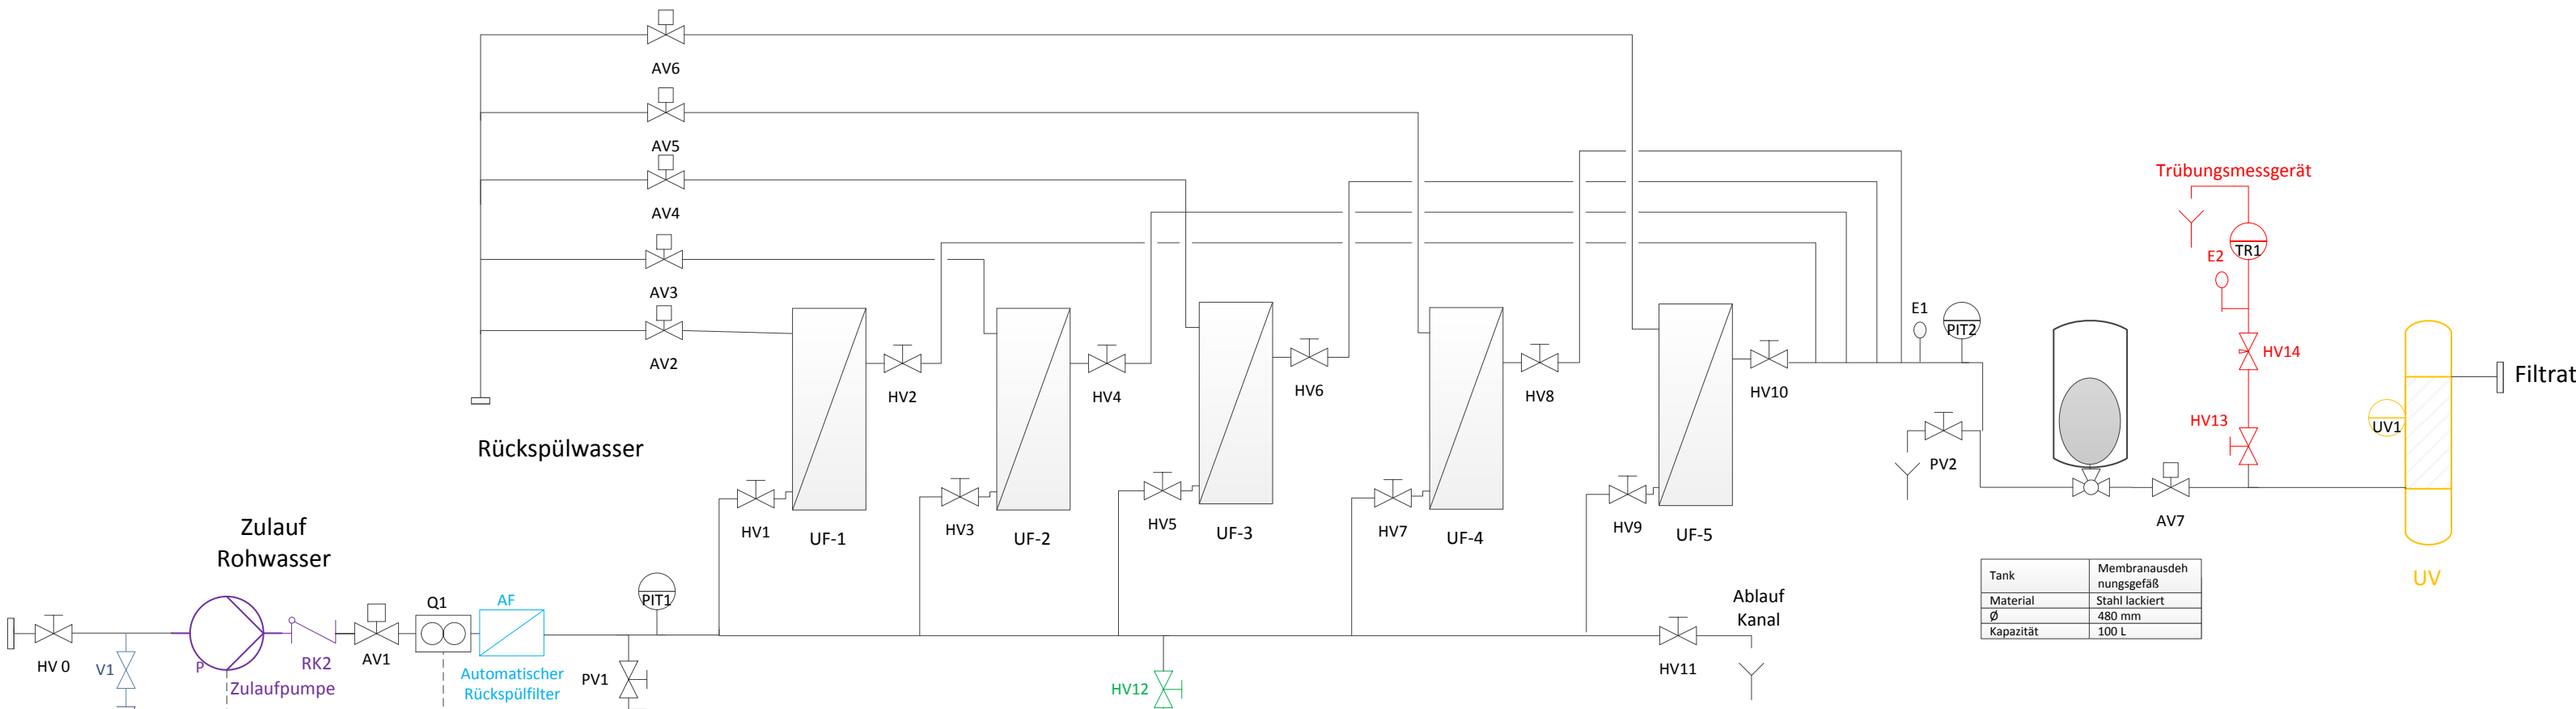 AV6
AV5
AV4
AV3
AV2
Rückspülwasser
HV2
HV4
HV6
HV8
HV10
HV1
HV3
HV5
HV7
HV9
UF-1
UF-2
UF-3
UF-4
UF-5
E1
PIT2
PV2
AV7
Trübungsmessgerät
TR1
E2
HV14
HV13
UV1
UV
Filtrat
Zulauf
Rohwasser
HV 0
V1
P
Zulaufpumpe
RK2
AV1
Q1
AF
Automatischer
Rückspülfilter
PIT1
PV1
HV12
HV11
Ablauf
Kanal
Tank Membranausdeh
nungsgefäß
Material Stahl lackiert
Ø 480 mm
Kapazität 100 L